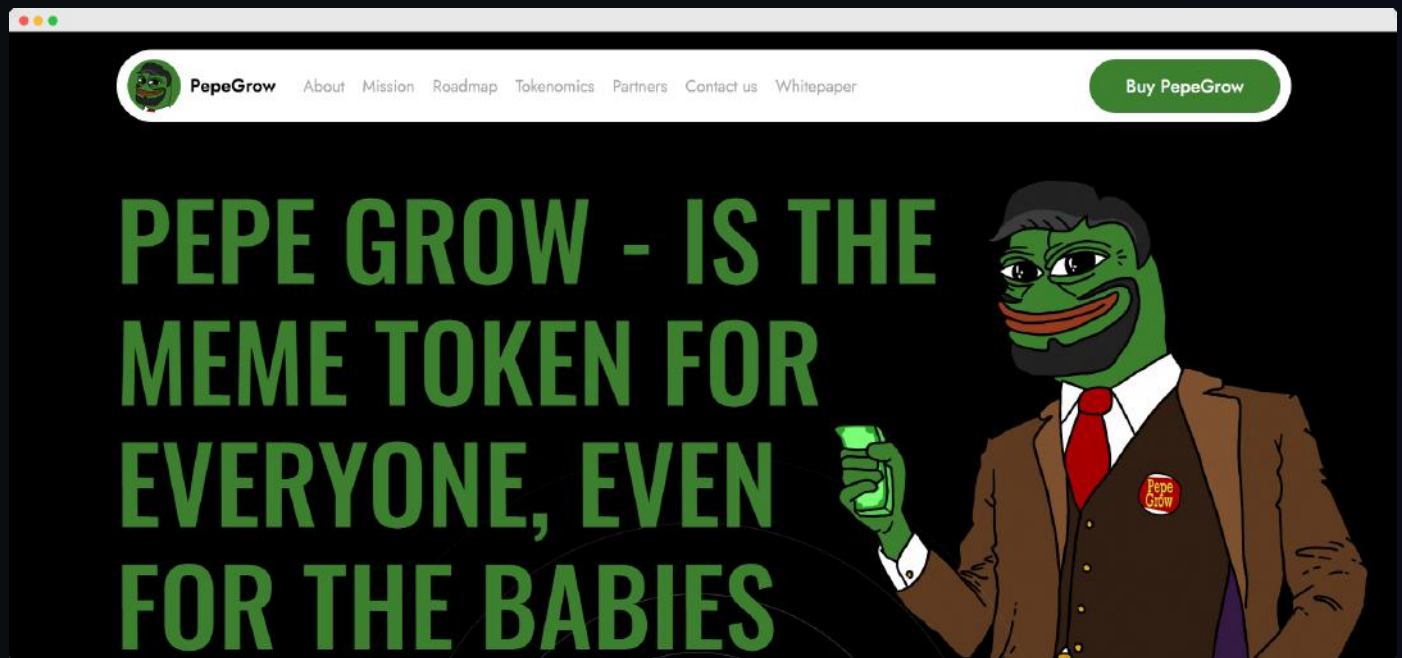 PepeGrow About Mission Roadmap Tokenomics Partners Contact us Whitepaper Buy PepeGrow
PEPE GROW - IS THE
MEME TOKEN FOR
EVERYONE, EVEN
FOR THE BABIES
Pepe
Grow